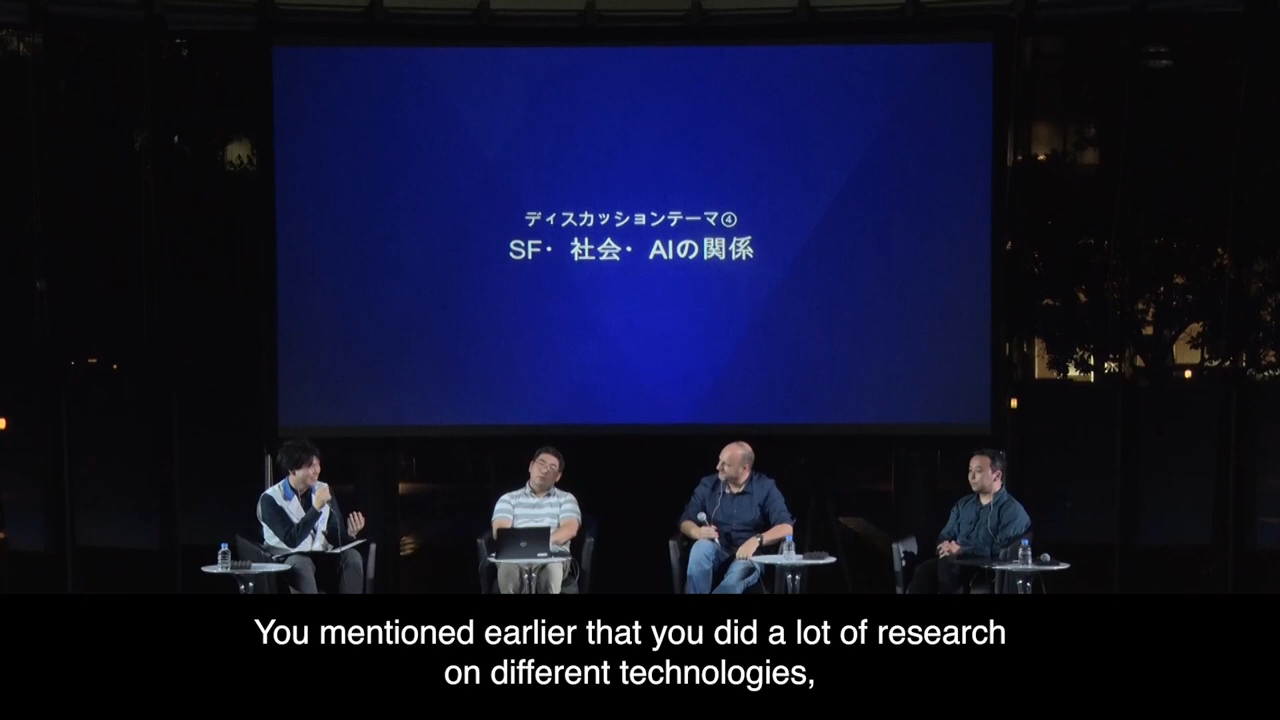 ディスカッションテーマ④
SF・社会・AIの関係
You mentioned earlier that you did a lot of research
on different technologies,